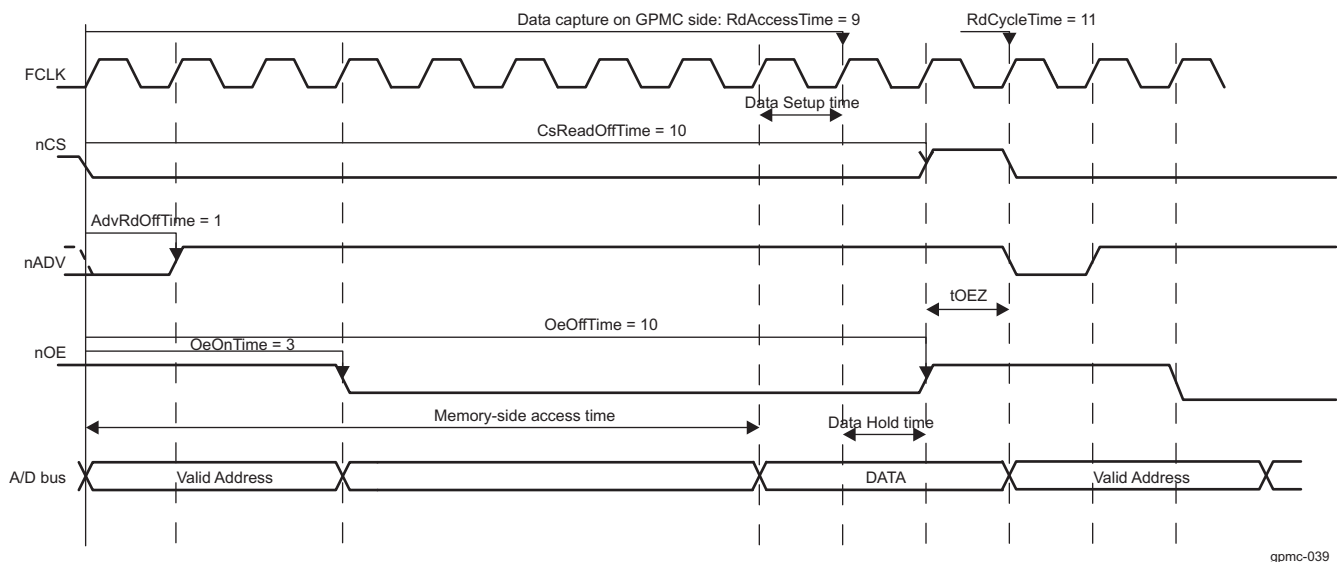 Data capture on GPMC side: RdAccessTime = 9
RdCycleTime = 11
FCLK
Data Setup time
CsReadOffTime = 10
nCS
AdvRdOffTime = 1
nADV
tOEZ
OeOffTime = 10
OeOnTime = 3
nOE
Memory-side access time
Data Hold time
A/D bus
Valid Address
DATA
Valid Address
gpmc-039